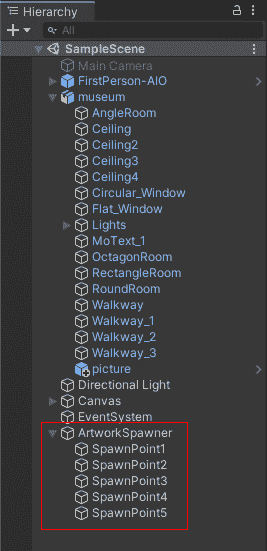 Hierarchy
All
SampleScene
Main Camera
FirstPerson-AIO
museum
AngleRoom
Ceiling
Ceiling2
Ceiling3
Ceiling4
Circular_Window
Flat_Window
Lights
MoText_1
OctagonRoom
RectangleRoom
RoundRoom
Walkway
Walkway_1
Walkway_2
Walkway_3
picture
Directional Light
Canvas
EventSystem
ArtworkSpawner
SpawnPoint1
SpawnPoint2
SpawnPoint3
SpawnPoint4
SpawnPoint5